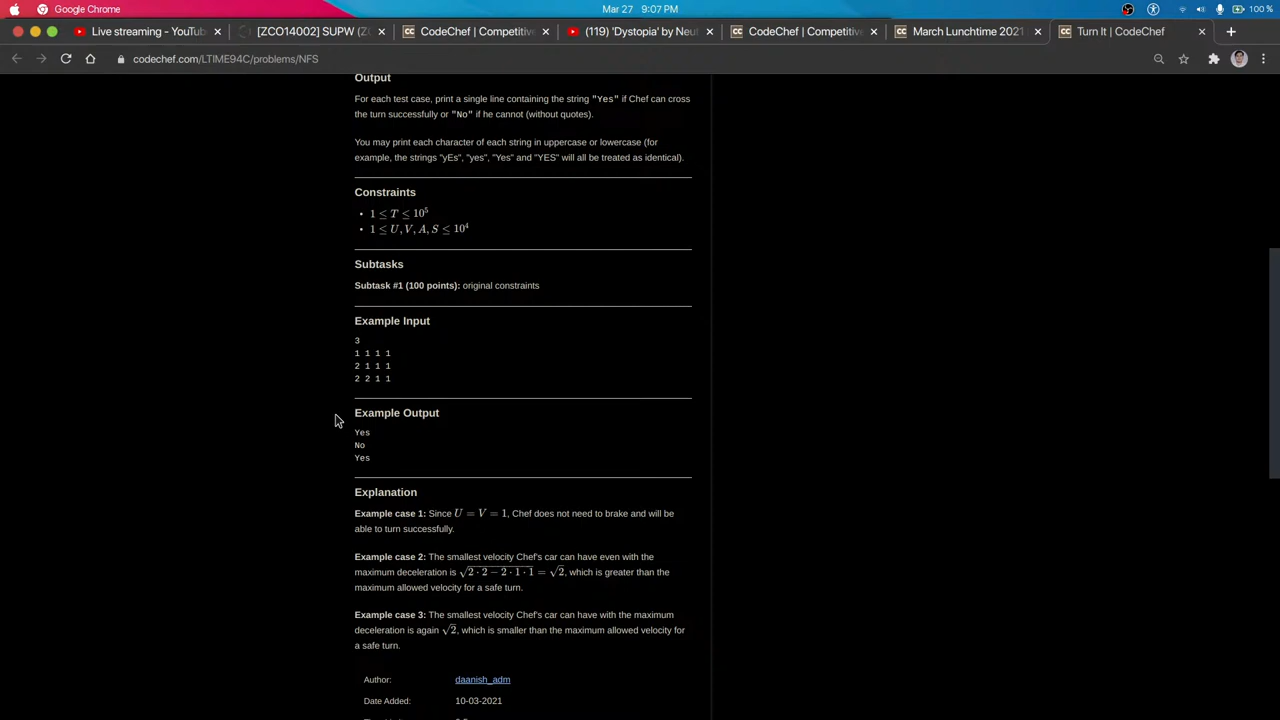 Google Chrome
Mar 27 9:07 PM
100 %
Live streaming - YouTub
[ZCO14002] SUPW (ZC
CodeChef | Competitive
(119) 'Dystopia' by Neut
CodeChef | Competitive
March Lunchtime 2021
Turn It | CodeChef
codechef.com/LTIME94C/problems/NFS
Output
For each test case, print a single line containing the string "Yes" if Chef can cross
the turn successfully or "No" if he cannot (without quotes).
You may print each character of each string in uppercase or lowercase (for
example, the strings "yEs", "yes", "Yes" and "YES" will all be treated as identical).
Constraints
• 1 ≤ T ≤ 10⁵
• 1 ≤ U, V, A, S ≤ 10⁴
Subtasks
Subtask #1 (100 points): original constraints
Example Input
3
1 1 1 1
2 1 1 1
2 2 1 1
Example Output
Yes
No
Yes
Explanation
Example case 1: Since U = V = 1, Chef does not need to brake and will be
able to turn successfully.
Example case 2: The smallest velocity Chef's car can have even with the
maximum deceleration is √(2 · 2 − 2 · 1 · 1) = √2, which is greater than the
maximum allowed velocity for a safe turn.
Example case 3: The smallest velocity Chef's car can have with the maximum
deceleration is again √2, which is smaller than the maximum allowed velocity for
a safe turn.
Author: daanish_adm
Date Added: 10-03-2021